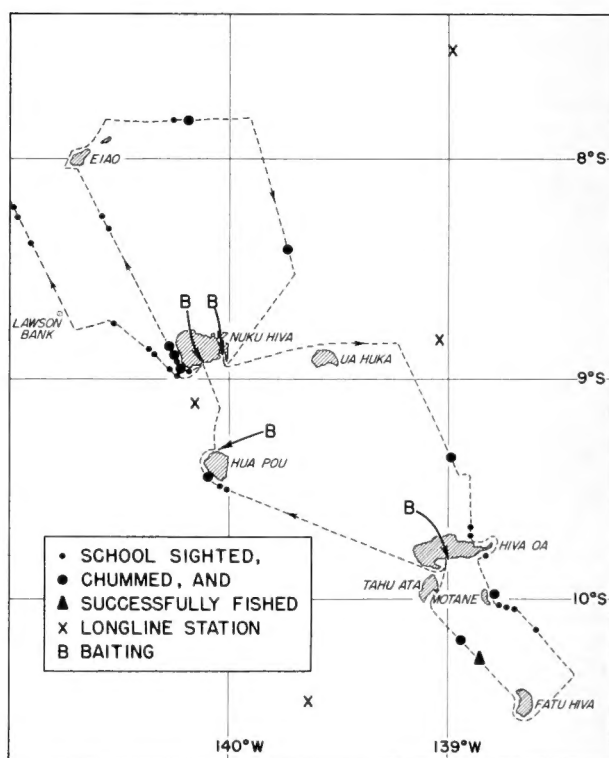 X
EIAO
8°S
LAWSON
BANK
B
B
NUKU HIVA
X
UA HUKA
X
9°S
B
HUA POU
B
HIVA OA
TAHU ATA
MOTANE
10°S
FATU HIVA
X
• SCHOOL SIGHTED,
● CHUMMED, AND
▲ SUCCESSFULLY FISHED
X LONGLINE STATION
B BAITING
140°W
139°W